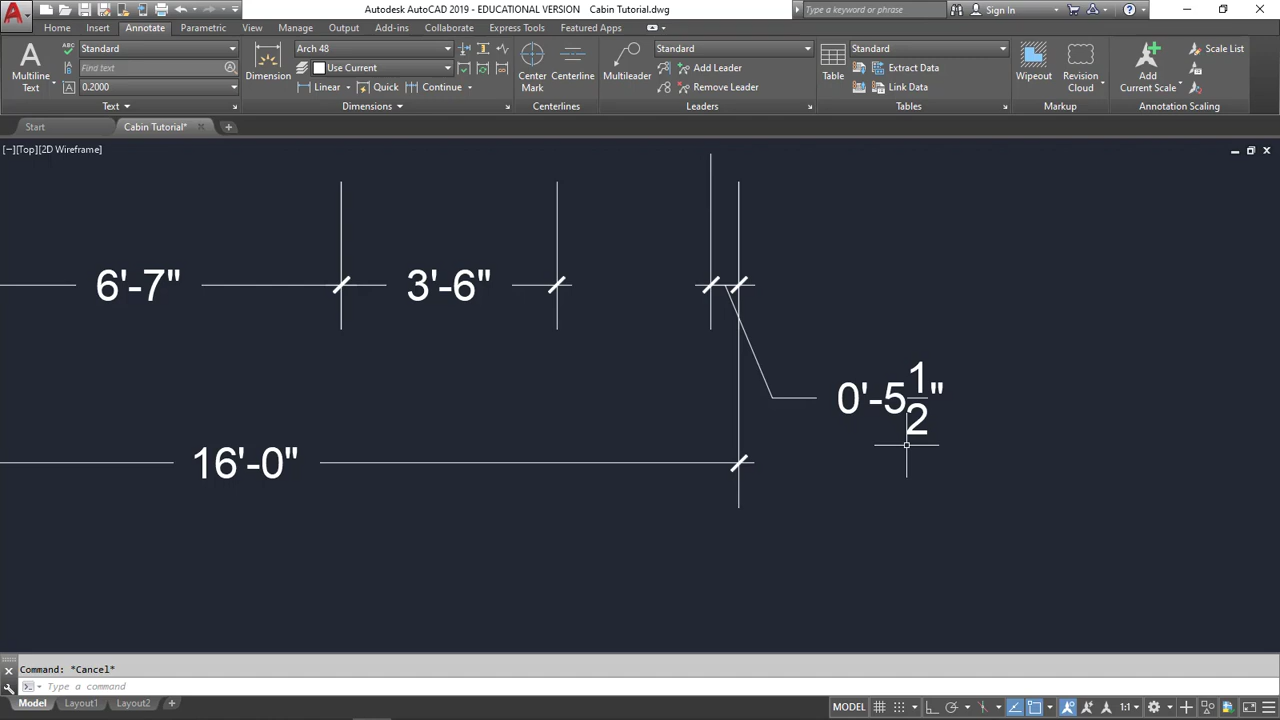 Autodesk AutoCAD 2019 - EDUCATIONAL VERSION Cabin Tutorial.dwg
Type a keyword or phrase
Sign In
Home Insert Annotate Parametric View Manage Output Add-ins Collaborate Express Tools Featured Apps
A
Multiline
Text
ABC
Standard
Find text
0.2000
Text
Dimension
Arch 48
Use Current
Linear
Quick
Continue
Dimensions
Center
Mark
Centerline
Centerlines
Multileader
Standard
Add Leader
Remove Leader
Leaders
Table
Standard
Extract Data
Link Data
Tables
Wipeout
Revision
Cloud
Markup
Add
Current Scale
Scale List
Annotation Scaling
Start
Cabin Tutorial*
[−][Top][2D Wireframe]
6'-7"
3'-6"
0'-5 1/2"
16'-0"
Command: *Cancel*
Type a command
Model Layout1 Layout2
MODEL
1:1